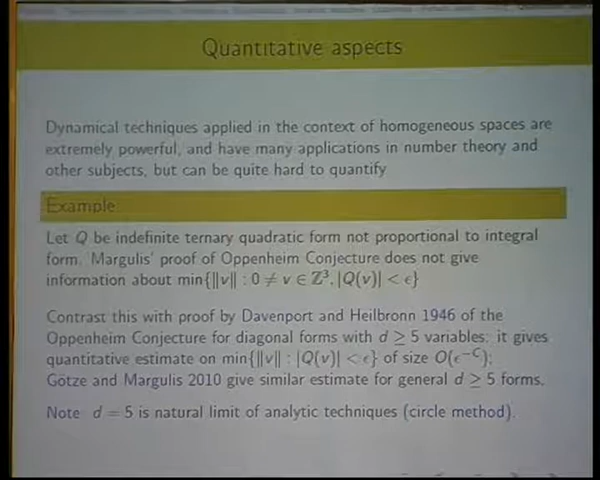 Quantitative aspects
Dynamical techniques applied in the context of homogeneous spaces are
extremely powerful, and have many applications in number theory and
other subjects, but can be quite hard to quantify
Example
Let Q be indefinite ternary quadratic form not proportional to integral
form. Margulis' proof of Oppenheim Conjecture does not give
information about min{‖v‖ : 0 ≠ v ∈ ℤ³, |Q(v)| < ϵ}
Contrast this with proof by Davenport and Heilbronn 1946 of the
Oppenheim Conjecture for diagonal forms with d ≥ 5 variables: it gives
quantitative estimate on min{‖v‖ : |Q(v)| < ϵ} of size O(ϵ⁻ᶜ);
Götze and Margulis 2010 give similar estimate for general d ≥ 5 forms.
Note d = 5 is natural limit of analytic techniques (circle method).